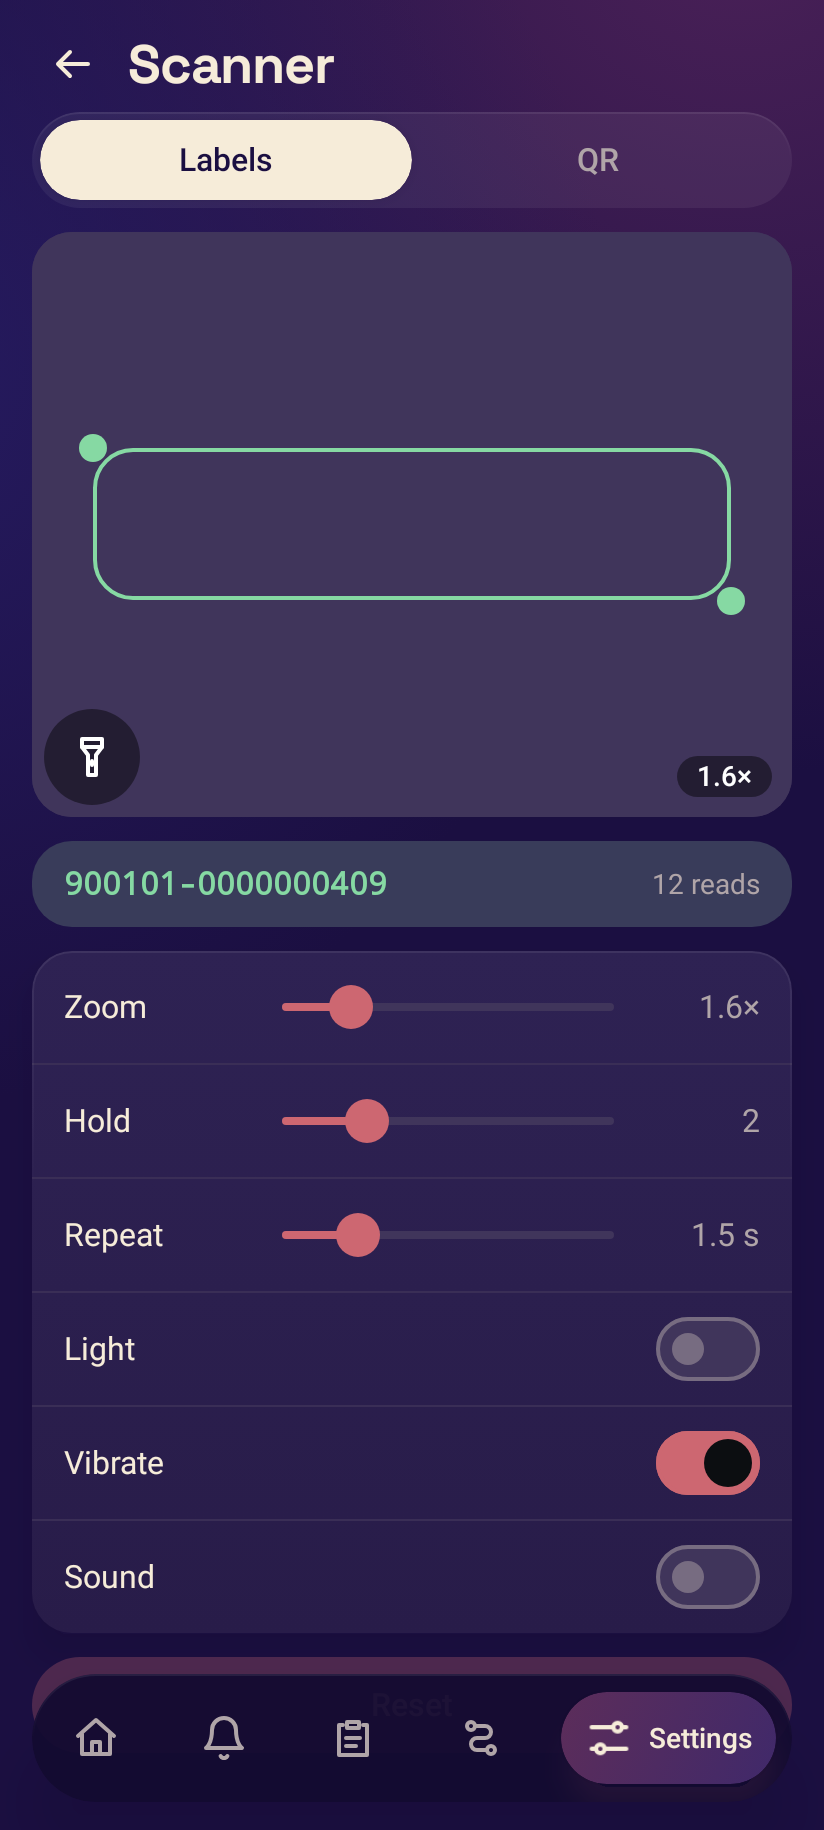 Scanner
Labels
QR
1.6×
900101-0000000409
12 reads
Zoom
1.6×
Hold
2
Repeat
1.5 s
Light
Vibrate
Sound
Reset
Settings